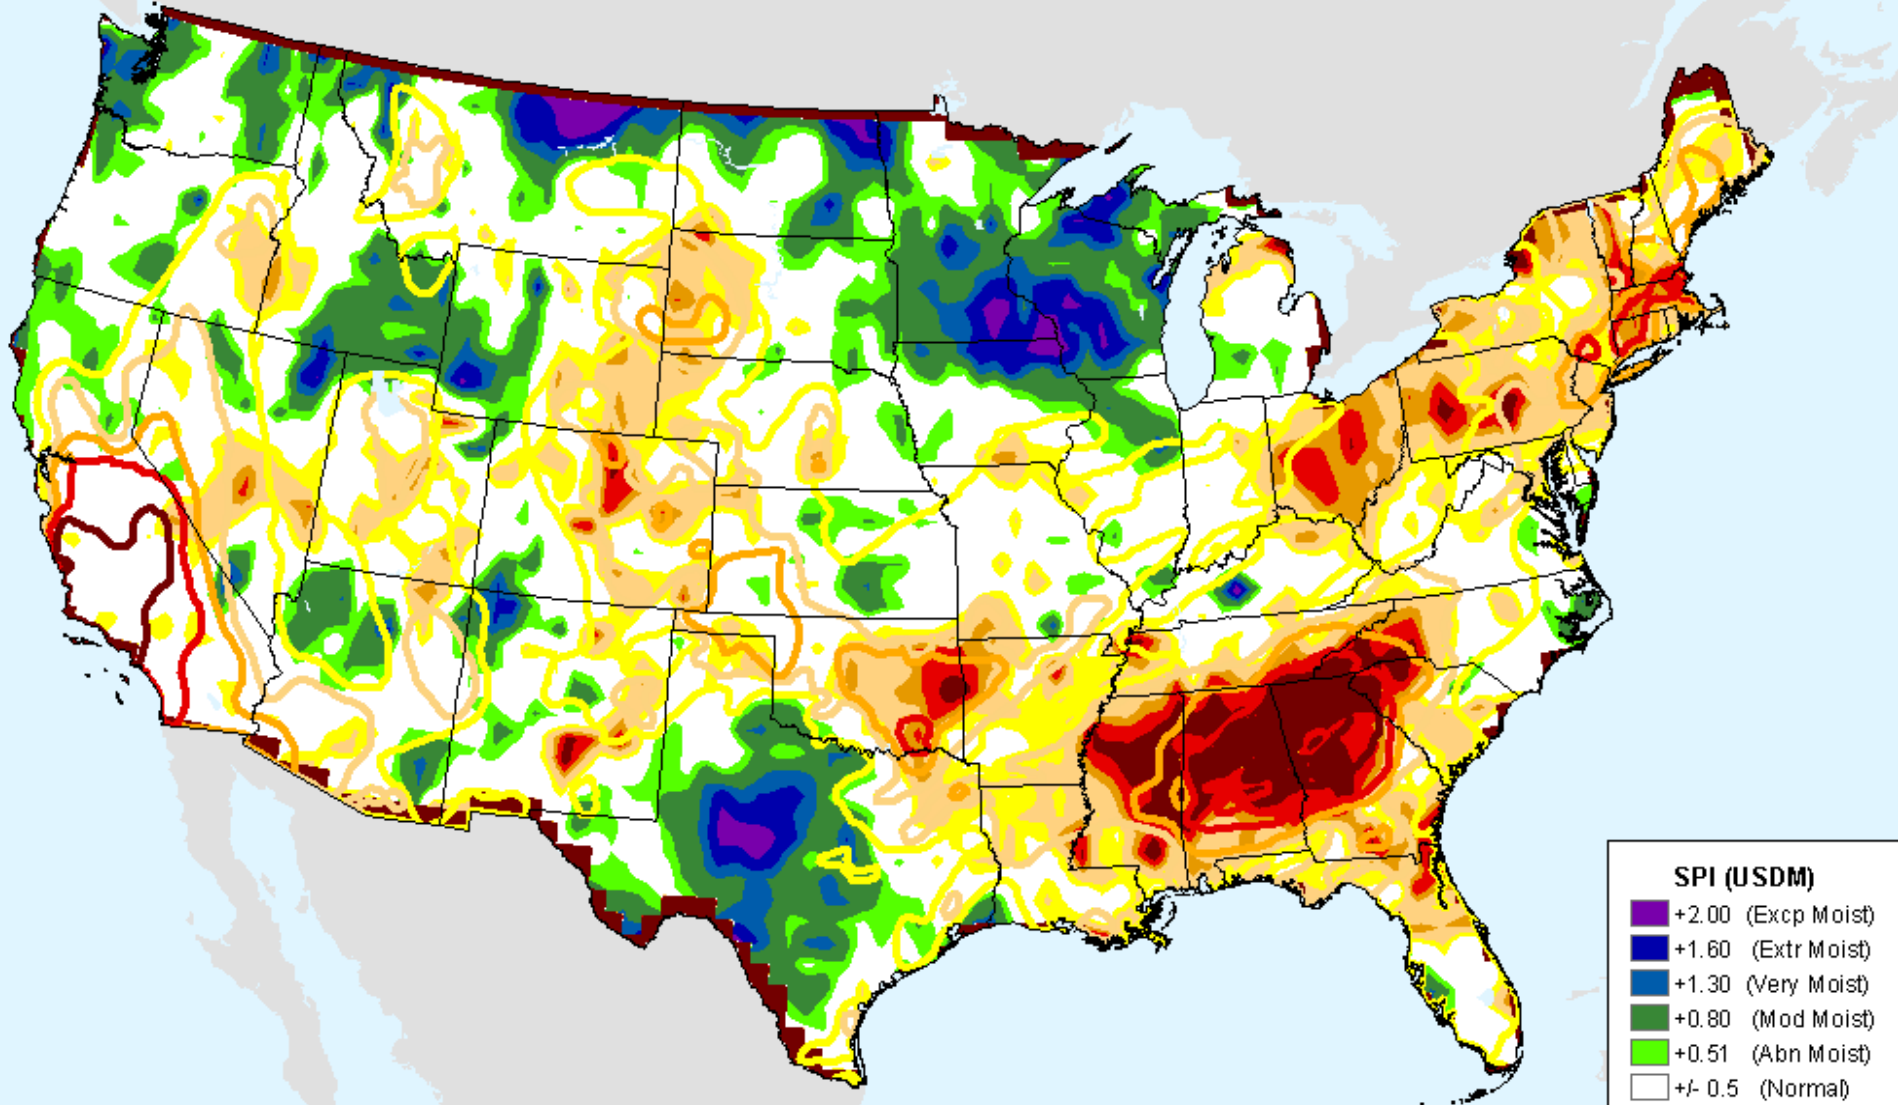 SPI (USDM)
+2.00 (Excp Moist)
+1.60 (Extr Moist)
+1.30 (Very Moist)
+0.80 (Mod Moist)
+0.51 (Abn Moist)
+/- 0.5 (Normal)